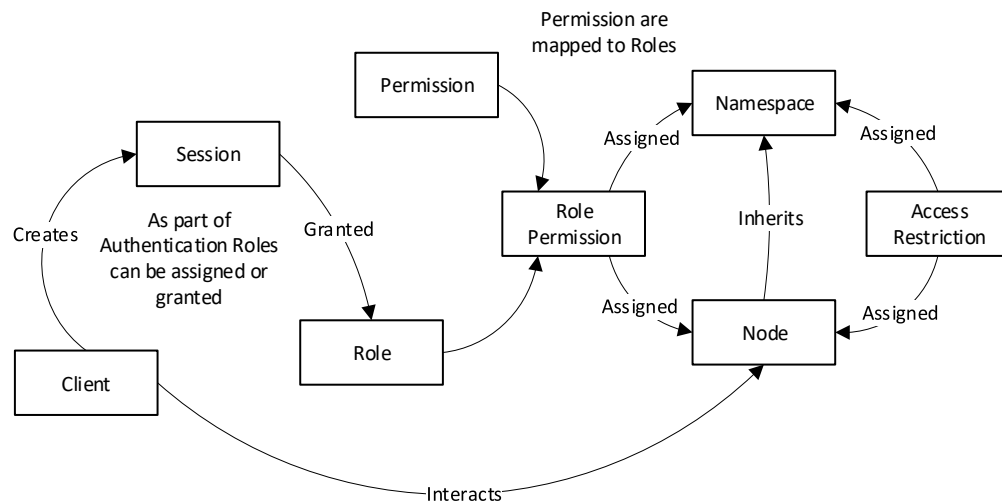 Permission are
mapped to Roles
Permission
Namespace
Assigned
Assigned
Session
As part of
Authentication Roles
can be assigned or
granted
Creates
Granted
Role
Permission
Inherits
Access
Restriction
Assigned
Assigned
Role
Node
Client
Interacts